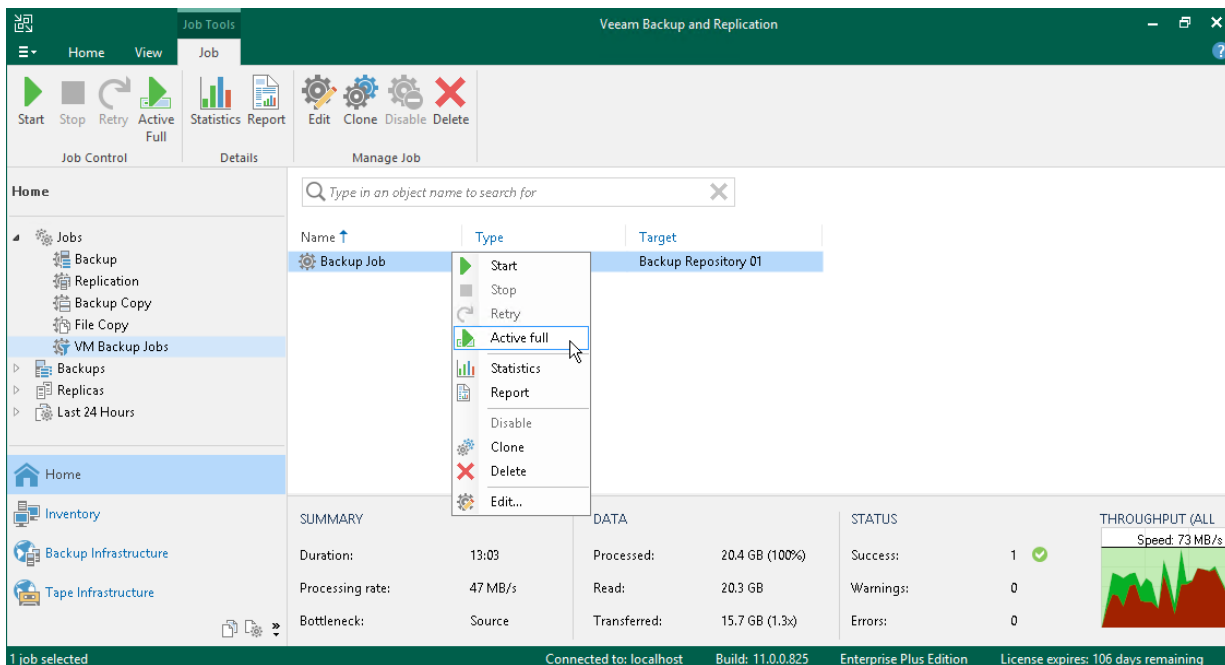 Job Tools
Veeam Backup and Replication
Home View Job
Start Stop Retry Active Full Statistics Report Edit Clone Disable Delete
Job Control Details Manage Job
Home
Type in an object name to search for
Jobs
Backup
Replication
Backup Copy
File Copy
VM Backup Jobs
Backups
Replicas
Last 24 Hours
Home
Inventory
Backup Infrastructure
Tape Infrastructure
Name Type Target
Backup Job Backup Repository 01
Start
Stop
Retry
Active full
Statistics
Report
Disable
Clone
Delete
Edit...
SUMMARY DATA STATUS THROUGHPUT (ALL
Speed: 73 MB/s
Duration: 13:03 Processed: 20.4 GB (100%) Success: 1
Processing rate: 47 MB/s Read: 20.3 GB Warnings: 0
Bottleneck: Source Transferred: 15.7 GB (1.3x) Errors: 0
1 job selected Connected to: localhost Build: 11.0.0.825 Enterprise Plus Edition License expires: 106 days remaining